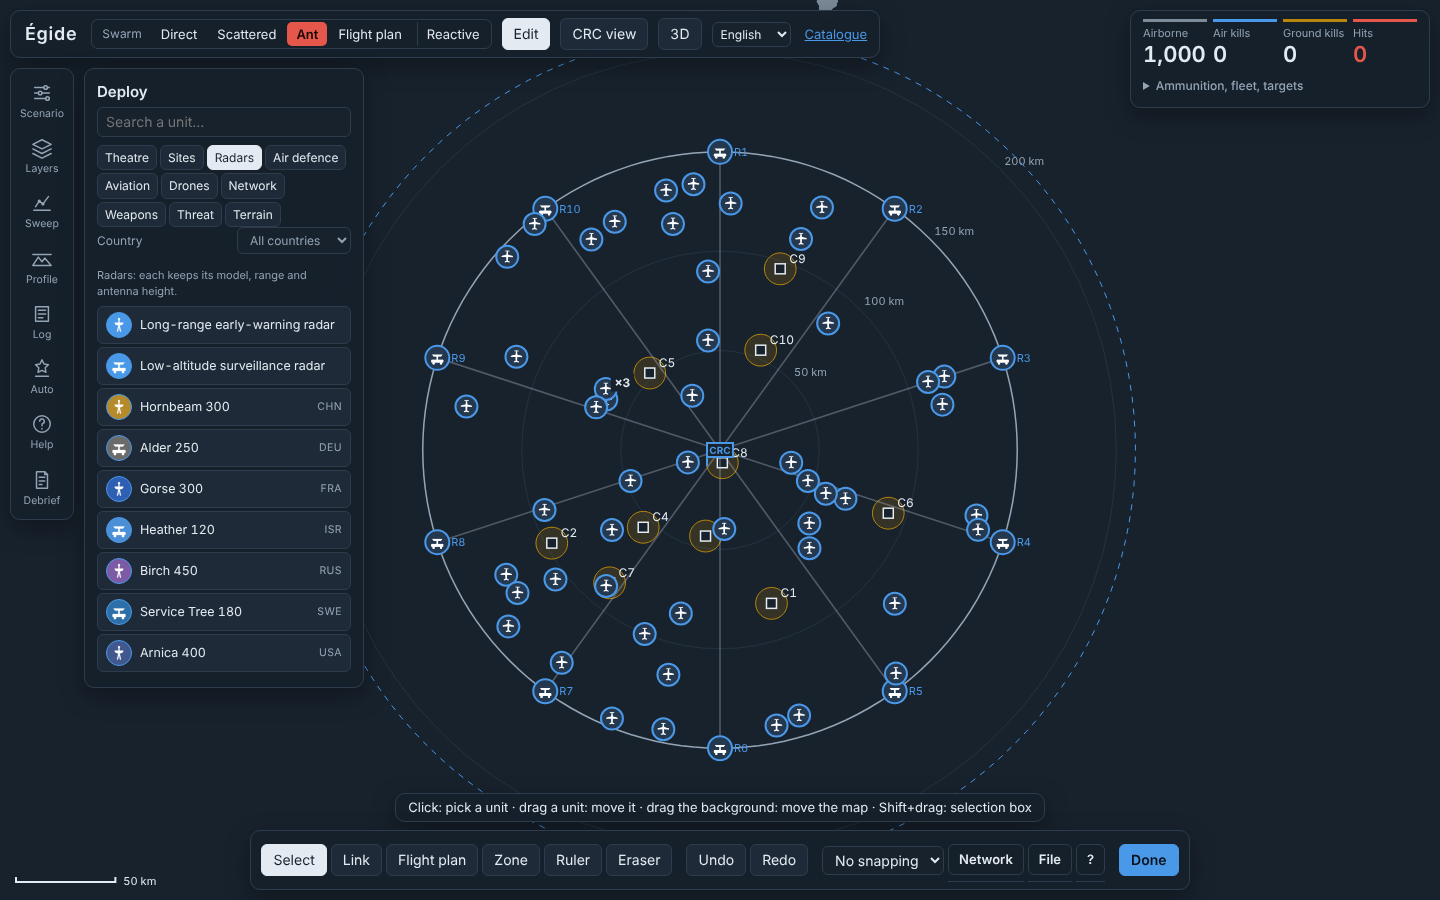 Égide
Swarm Direct Scattered Ant Flight plan Reactive Edit CRC view 3D English Catalogue
Airborne Air kills Ground kills Hits
1,000 0 0 0
Ammunition, fleet, targets
Scenario
Layers
Sweep
Profile
Log
Auto
Help
Debrief
Deploy
Search a unit...
Theatre Sites Radars Air defence
Aviation Drones Network
Weapons Threat Terrain
Country All countries
Radars: each keeps its model, range and
antenna height.
Long-range early-warning radar
Low-altitude surveillance radar
Hornbeam 300 CHN
Alder 250 DEU
Gorse 300 FRA
Heather 120 ISR
Birch 450 RUS
Service Tree 180 SWE
Arnica 400 USA
R1
200 km
R10
R2
150 km
C9
100 km
C10
R9
C5
R3
50 km
×3
CRC
C8
C6
C4
C2
R8
R4
C7
C1
R7
R5
R6
Click: pick a unit · drag a unit: move it · drag the background: move the map · Shift+drag: selection box
Select Link Flight plan Zone Ruler Eraser Undo Redo No snapping Network File ? Done
50 km